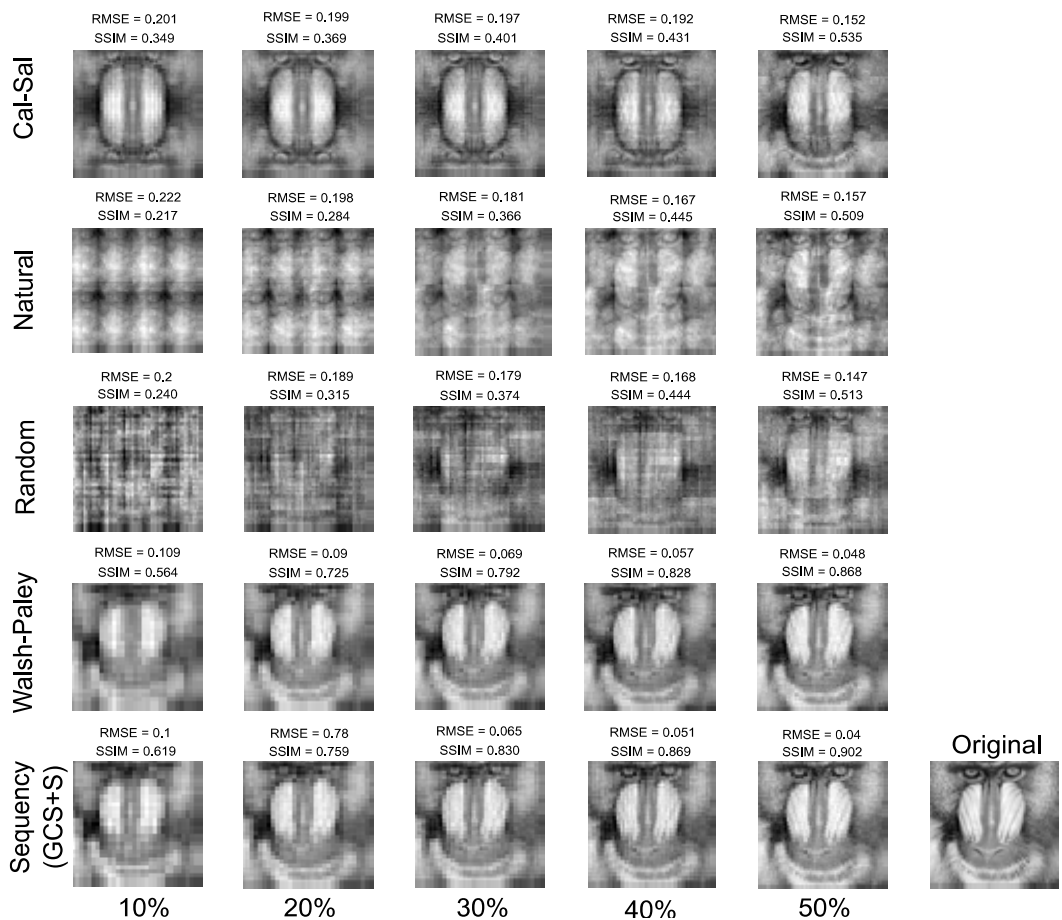 RMSE = 0.201
SSIM = 0.349
RMSE = 0.199
SSIM = 0.369
RMSE = 0.197
SSIM = 0.401
RMSE = 0.192
SSIM = 0.431
RMSE = 0.152
SSIM = 0.535
Cal-Sal
RMSE = 0.222
SSIM = 0.217
RMSE = 0.198
SSIM = 0.284
RMSE = 0.181
SSIM = 0.366
RMSE = 0.167
SSIM = 0.445
RMSE = 0.157
SSIM = 0.509
Natural
RMSE = 0.2
SSIM = 0.240
RMSE = 0.189
SSIM = 0.315
RMSE = 0.179
SSIM = 0.374
RMSE = 0.168
SSIM = 0.444
RMSE = 0.147
SSIM = 0.513
Random
RMSE = 0.109
SSIM = 0.564
RMSE = 0.09
SSIM = 0.725
RMSE = 0.069
SSIM = 0.792
RMSE = 0.057
SSIM = 0.828
RMSE = 0.048
SSIM = 0.868
Walsh-Paley
RMSE = 0.1
SSIM = 0.619
RMSE = 0.78
SSIM = 0.759
RMSE = 0.065
SSIM = 0.830
RMSE = 0.051
SSIM = 0.869
RMSE = 0.04
SSIM = 0.902
Sequency
(GCS+S)
Original
10%
20%
30%
40%
50%